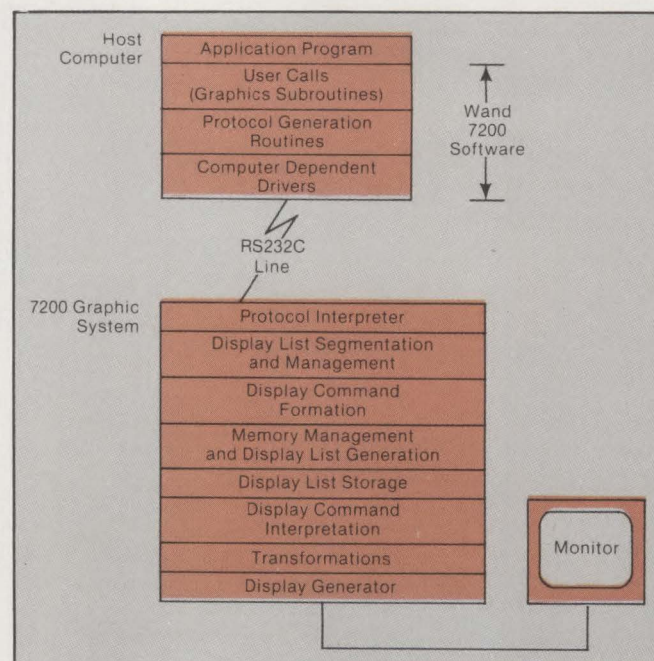 Host
Computer
Application Program
User Calls
(Graphics Subroutines)
Protocol Generation
Routines
Computer Dependent
Drivers
Wand
7200
Software
RS232C
Line
7200 Graphic
System
Protocol Interpreter
Display List Segmentation
and Management
Display Command
Formation
Memory Management
and Display List Generation
Display List Storage
Display Command
Interpretation
Transformations
Display Generator
Monitor